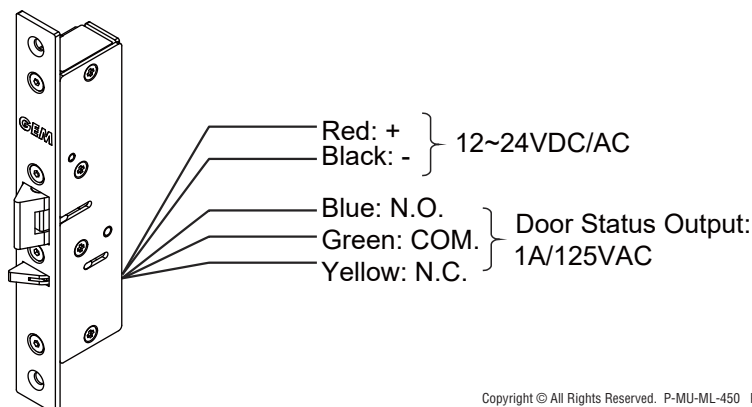 GEM
Red: +
Black: -
12~24VDC/AC
Blue: N.O.
Green: COM.
Yellow: N.C.
Door Status Output:
1A/125VAC
Copyright © All Rights Reserved. P-MU-ML-450